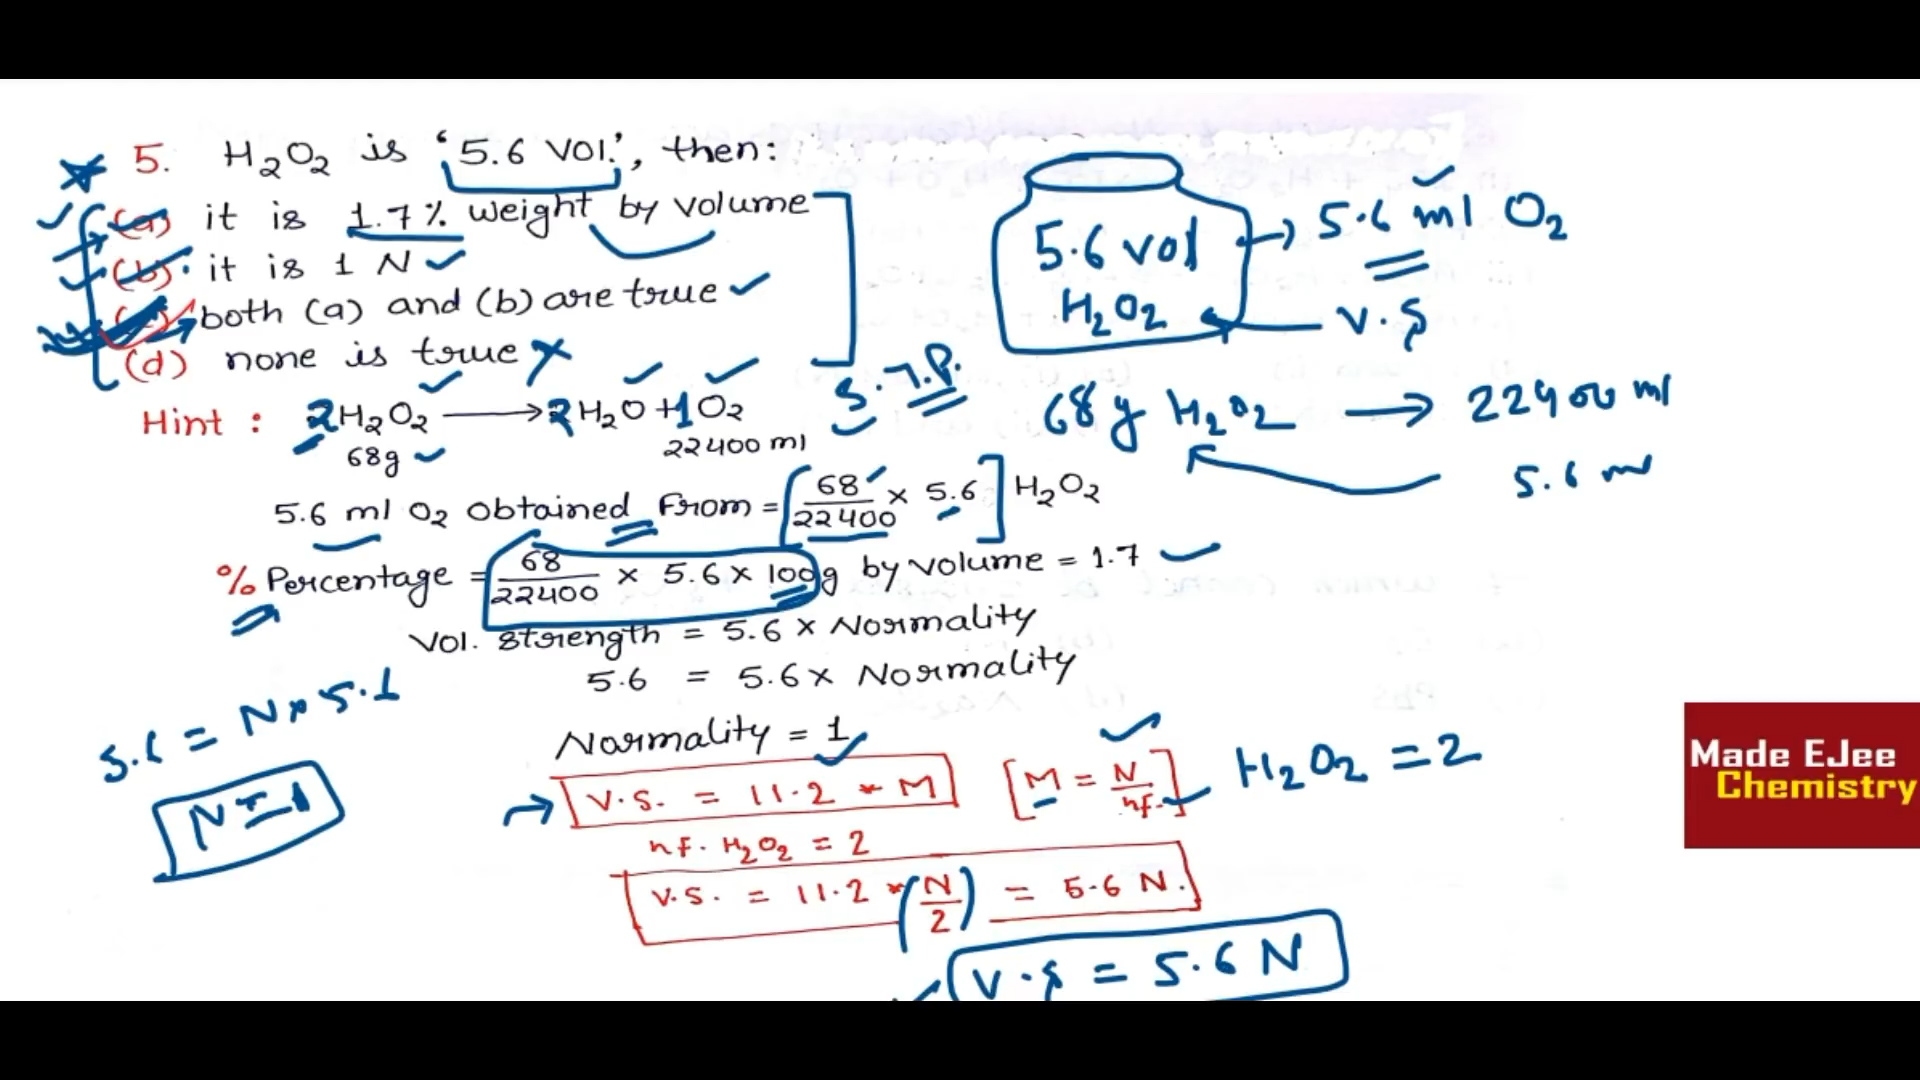 5. H₂O₂ is '5.6 Vol.', then:
(a) it is 1.7% weight by volume
(b) it is 1 N
both (a) and (b) are true
(d) none is true
5.6 vol H₂O₂
→ 5.6 ml O₂
V.S
S.T.P.
Hint : 2H₂O₂ → 2H₂O + 1O₂
68g 22400 ml
68g H₂O₂ → 22400 ml
5.6 ml
5.6 ml O₂ obtained From = [68/22400 × 5.6] H₂O₂
% Percentage = 68/22400 × 5.6 × 100g by volume = 1.7
Vol. Strength = 5.6 × Normality
5.6 = 5.6 × Normality
Normality = 1
N = 1
→ V.S. = 11.2 * M [M = N/nf.] H₂O₂ = 2
nf. H₂O₂ = 2
V.S. = 11.2 * (N/2) = 5.6 N.
V.S = 5.6 N
Made EJee
Chemistry